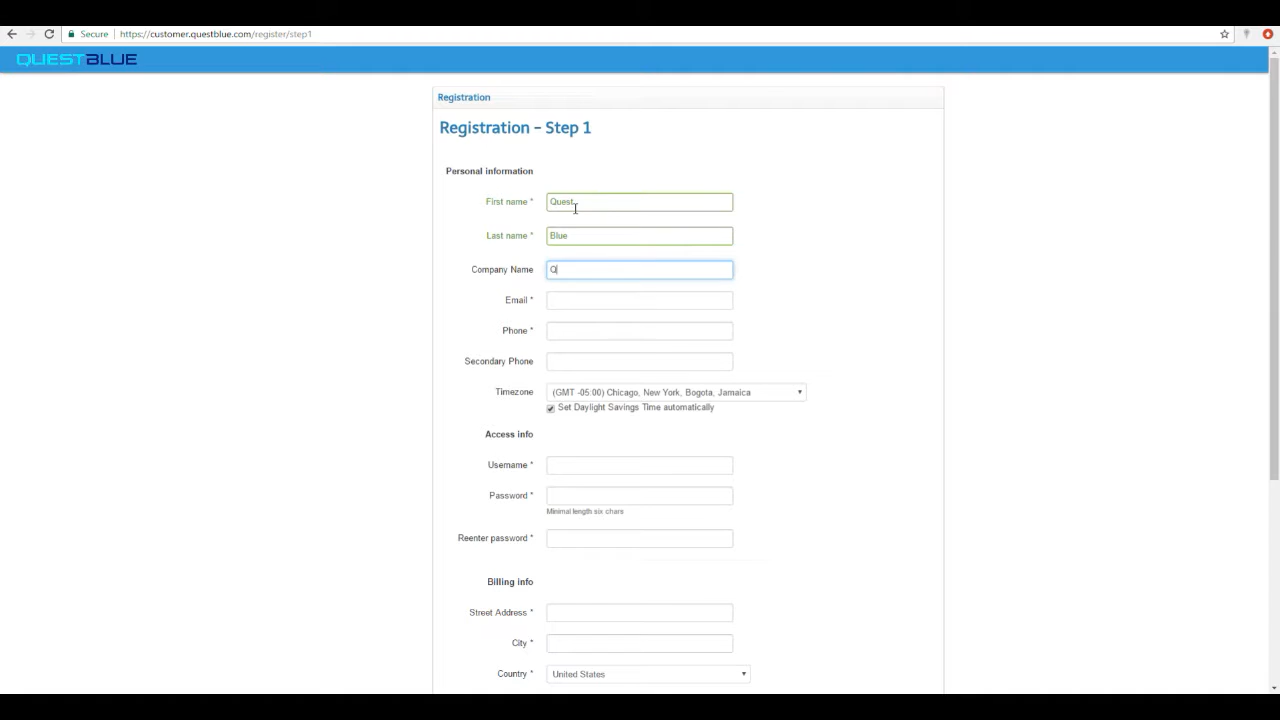 Secure https://customer.questblue.com/register/step1
QUESTBLUE
Registration
Registration - Step 1
Personal information
First name * Quest
Last name * Blue
Company Name Q
Email *
Phone *
Secondary Phone
Timezone (GMT -05:00) Chicago, New York, Bogota, Jamaica
Set Daylight Savings Time automatically
Access info
Username *
Password *
Minimal length six chars
Reenter password *
Billing info
Street Address *
City *
Country * United States